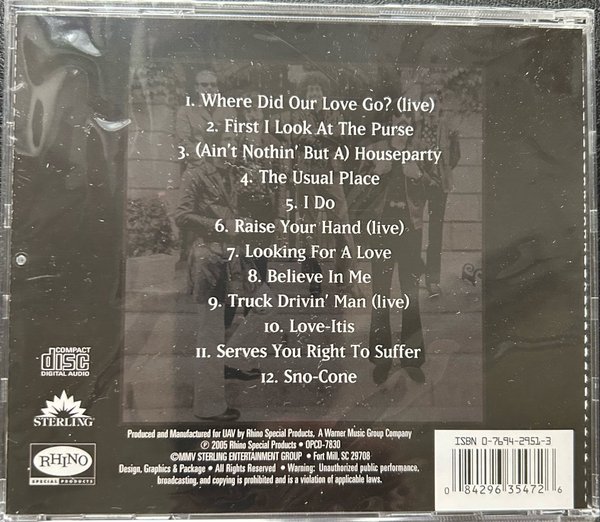 1. Where Did Our Love Go? (live)
2. First I Look At The Purse
3. (Ain't Nothin' But A) Houseparty
4. The Usual Place
5. I Do
6. Raise Your Hand (live)
7. Looking For A Love
8. Believe In Me
9. Truck Drivin' Man (live)
10. Love-Itis
11. Serves You Right To Suffer
12. Sno-Cone
COMPACT
disc
DIGITAL AUDIO
STERLING
RHINO
SPECIAL PRODUCTS
Produced and Manufactured for UAV by Rhino Special Products, A Warner Music Group Company
℗ 2005 Rhino Special Products • OPCD-7830
©MMV STERLING ENTERTAINMENT GROUP • Fort Mill, SC 29708
Design, Graphics & Package • All Rights Reserved • Warning: Unauthorized public performance,
broadcasting, and copying is prohibited and is a violation of applicable laws.
ISBN 0-7694-2951-3
0 84296 35472 6